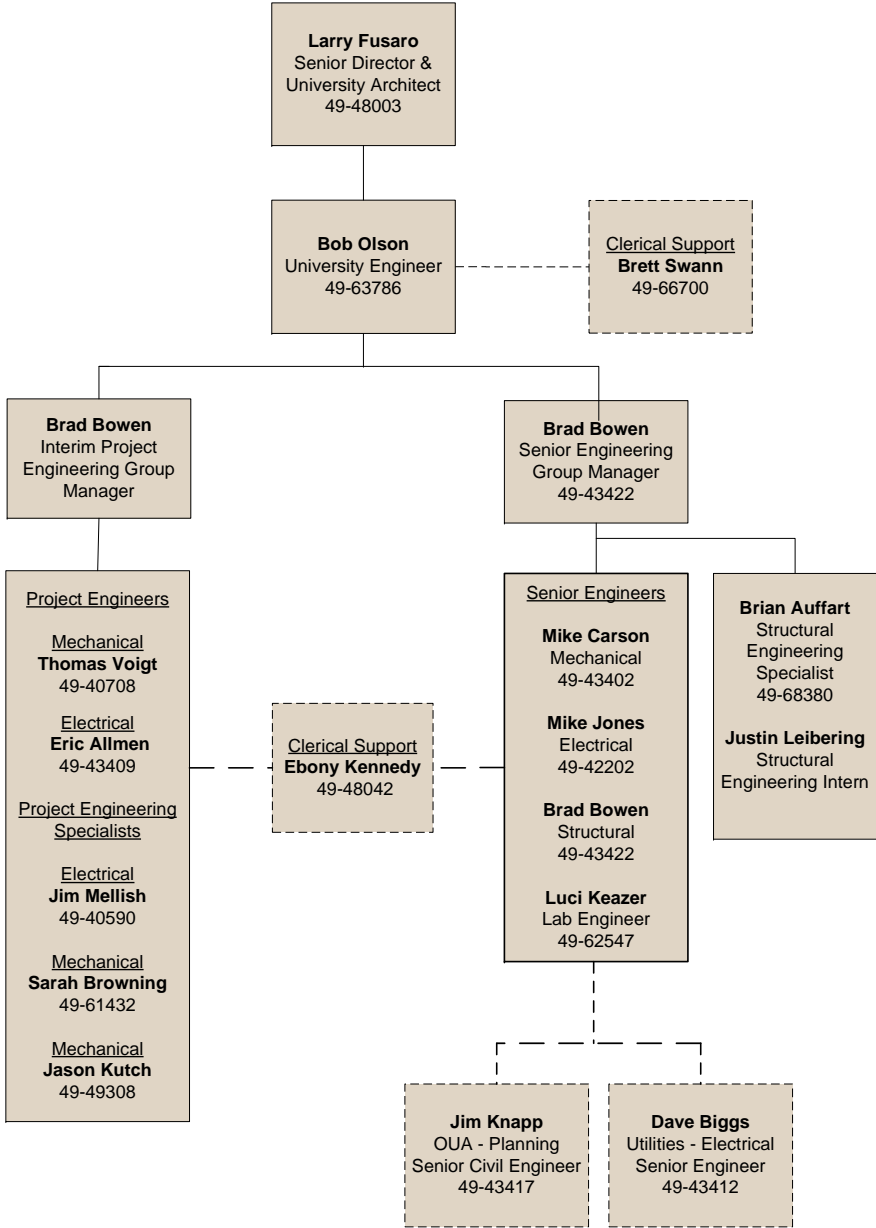 Larry Fusaro
Senior Director &
University Architect
49-48003
Bob Olson
University Engineer
49-63786
Clerical Support
Brett Swann
49-66700
Brad Bowen
Interim Project
Engineering Group
Manager
Brad Bowen
Senior Engineering
Group Manager
49-43422
Project Engineers
Mechanical
Thomas Voigt
49-40708
Electrical
Eric Allmen
49-43409
Project Engineering
Specialists
Electrical
Jim Mellish
49-40590
Mechanical
Sarah Browning
49-61432
Mechanical
Jason Kutch
49-49308
Clerical Support
Ebony Kennedy
49-48042
Senior Engineers
Mike Carson
Mechanical
49-43402
Mike Jones
Electrical
49-42202
Brad Bowen
Structural
49-43422
Luci Keazer
Lab Engineer
49-62547
Brian Auffart
Structural
Engineering
Specialist
49-68380
Justin Leibering
Structural
Engineering Intern
Jim Knapp
OUA - Planning
Senior Civil Engineer
49-43417
Dave Biggs
Utilities - Electrical
Senior Engineer
49-43412